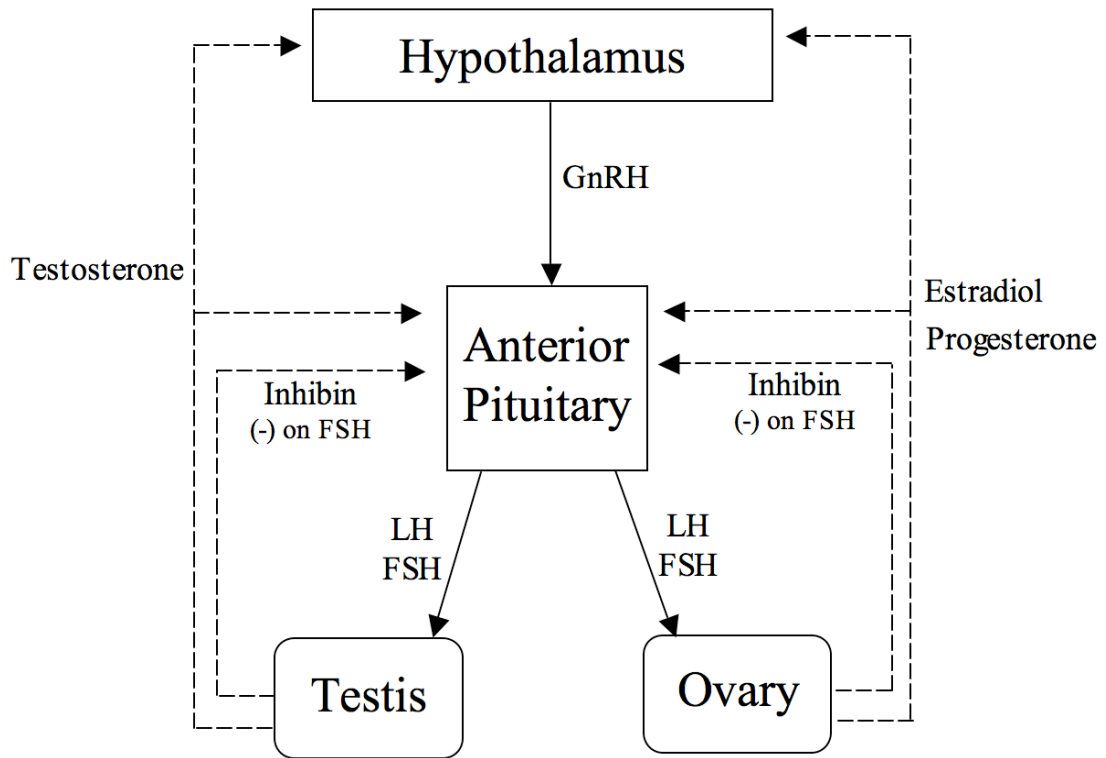 Hypothalamus
GnRH
Testosterone
Estradiol
Progesterone
Anterior
Pituitary
Inhibin
(-) on FSH
Inhibin
(-) on FSH
LH
FSH
LH
FSH
Testis
Ovary